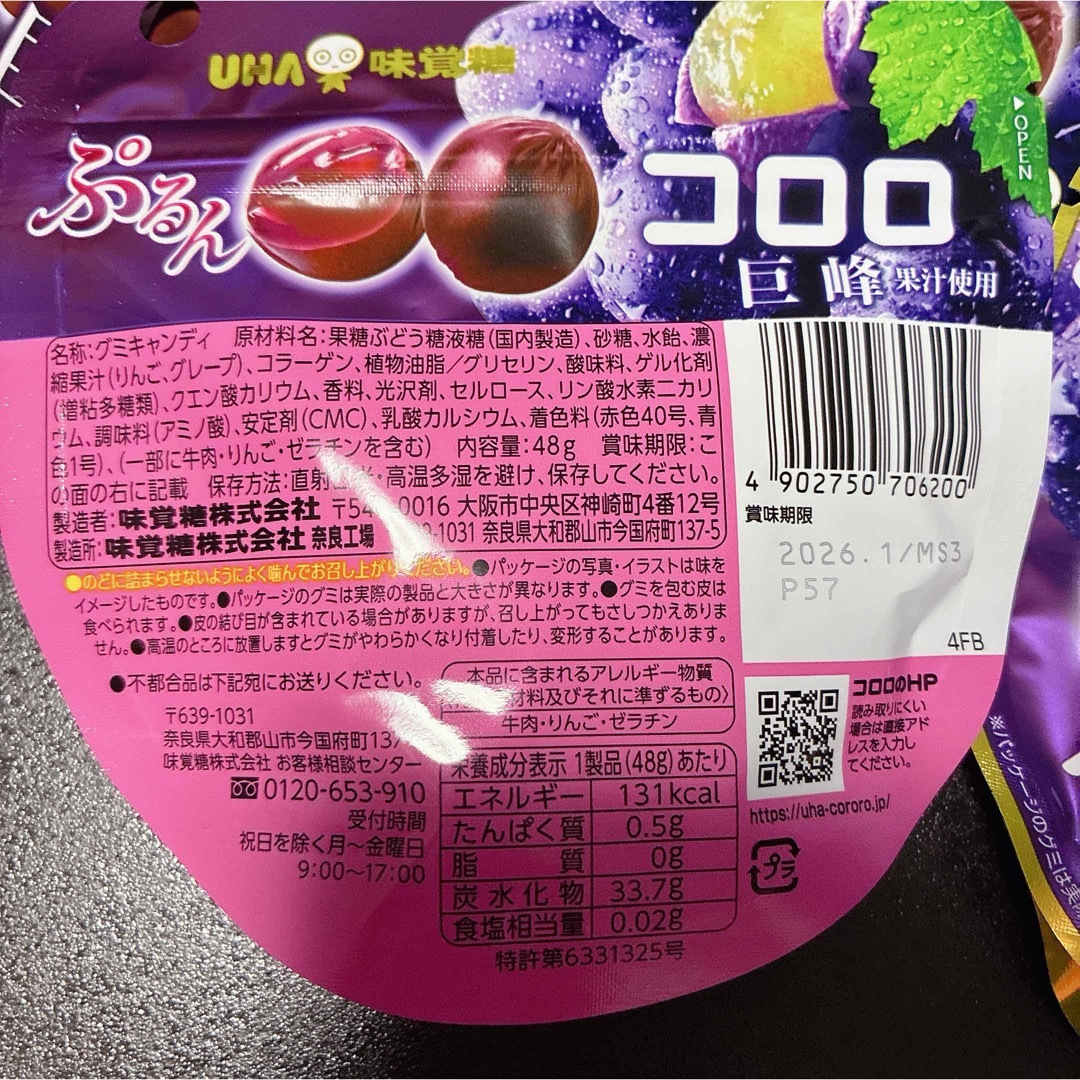 UHA 味覚糖
ぷるん
コロロ
巨峰 果汁使用
▶OPEN
名称:グミキャンディ 原材料名:果糖ぶどう糖液糖(国内製造)、砂糖、水飴、濃
縮果汁(りんご、グレープ)、コラーゲン、植物油脂/グリセリン、酸味料、ゲル化剤
(増粘多糖類)、クエン酸カリウム、香料、光沢剤、セルロース、リン酸水素二カリ
ウム、調味料(アミノ酸)、安定剤(CMC)、乳酸カルシウム、着色料(赤色40号、青
色1号)、(一部に牛肉・りんご・ゼラチンを含む) 内容量:48g 賞味期限:こ
の面の右に記載 保存方法:直射 ・高温多湿を避け、保存してください。
製造者:味覚糖株式会社 〒54 0016 大阪市中央区神崎町4番12号
製造所:味覚糖株式会社 奈良工場 -1031 奈良県大和郡山市今国府町137-5
●のどに詰まらせないようによく噛んでお召し上がりください。●パッケージの写真・イラストは味を
イメージしたものです。●パッケージのグミは実際の製品と大きさが異なります。●グミを包む皮は
食べられます。●皮の結び目が含まれている場合がありますが、召し上がってもさしつかえありま
せん。●高温のところに放置しますとグミがやわらかくなり付着したり、変形することがあります。
●不都合品は下記宛にお送りください。
〒639-1031
奈良県大和郡山市今国府町137
味覚糖株式会社 お客様相談センター
0120-653-910
受付時間
祝日を除く月〜金曜日
9:00〜17:00
本品に含まれるアレルギー物質
材料及びそれに準ずるもの〉
牛肉・りんご・ゼラチン
栄養成分表示 1製品(48g)あたり
エネルギー 131kcal
たんぱく質 0.5g
脂質 0g
炭水化物 33.7g
食塩相当量 0.02g
特許第6331325号
4 902750 706200
賞味期限
2026.1/MS3
P57
4FB
コロロのHP
読み取りにくい
場合は直接アド
レスを入力し
てください。
https://uha-cororo.jp/
プラ
※パッケージのグミは実